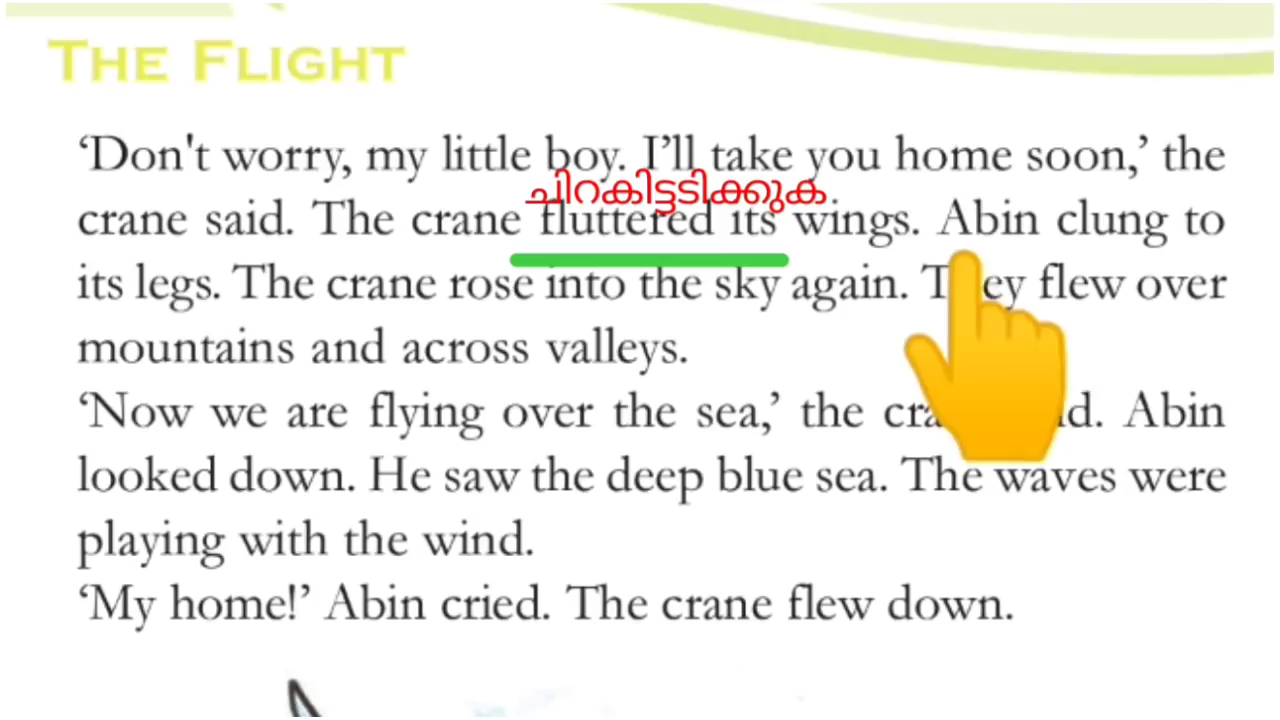 THE FLIGHT
‘Don't worry, my little boy. I’ll take you home soon,’ the
ചിറകിട്ടടിക്കുക
crane said. The crane fluttered its wings. Abin clung to
its legs. The crane rose into the sky again. They flew over
mountains and across valleys.
‘Now we are flying over the sea,’ the crane said. Abin
looked down. He saw the deep blue sea. The waves were
playing with the wind.
‘My home!’ Abin cried. The crane flew down.